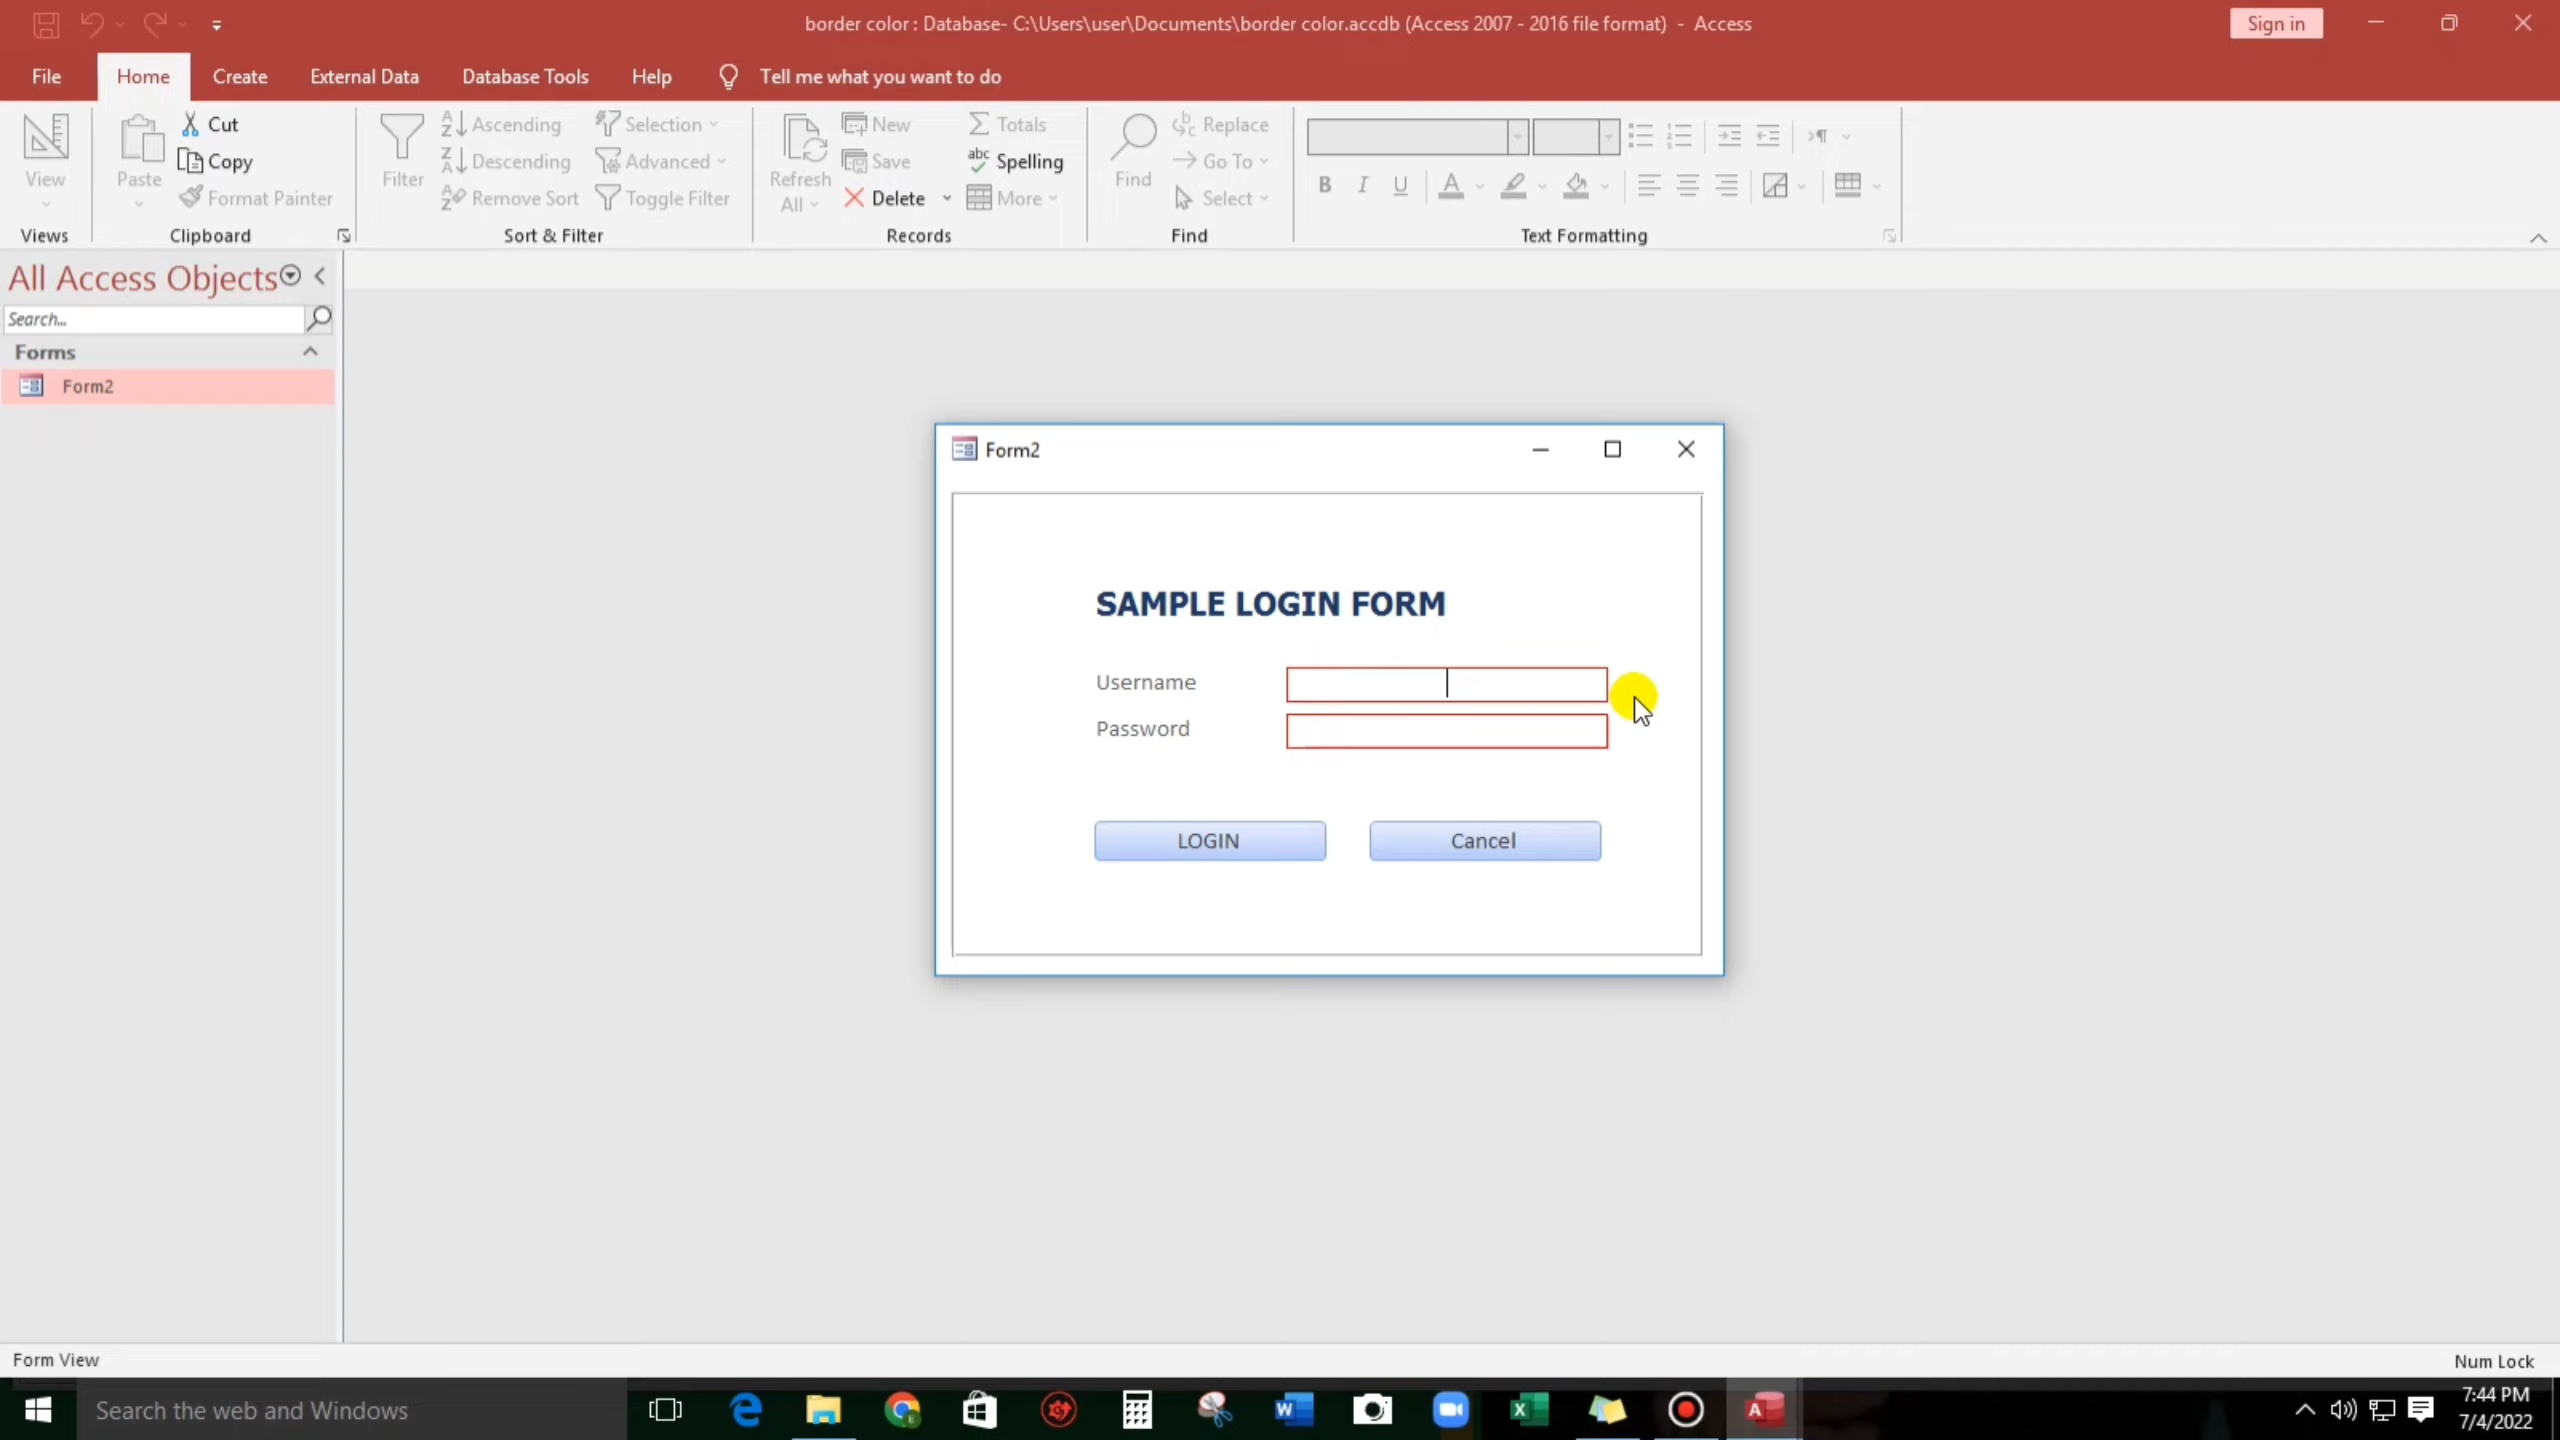 border color : Database- C:\Users\user\Documents\border color.accdb (Access 2007 - 2016 file format) - Access
Sign in
File Home Create External Data Database Tools Help Tell me what you want to do
View
Views
Paste
Cut
Copy
Format Painter
Clipboard
Filter
Ascending
Descending
Remove Sort
Selection
Advanced
Toggle Filter
Sort & Filter
Refresh
All
New
Save
Delete
Totals
Spelling
More
Records
Find
Replace
Go To
Select
Find
B I U A
Text Formatting
All Access Objects
Search...
Forms
Form2
Form2
SAMPLE LOGIN FORM
Username
Password
LOGIN Cancel
Form View
Num Lock
Search the web and Windows
7:44 PM
7/4/2022